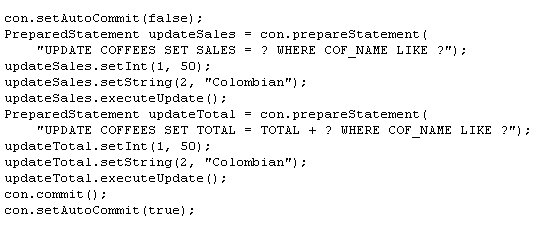 con.setAutoCommit(false);
PreparedStatement updateSales = con.prepareStatement(
    "UPDATE COFFEES SET SALES = ? WHERE COF_NAME LIKE ?");
updateSales.setInt(1, 50);
updateSales.setString(2, "Colombian");
updateSales.executeUpdate();
PreparedStatement updateTotal = con.prepareStatement(
    "UPDATE COFFEES SET TOTAL = TOTAL + ? WHERE COF_NAME LIKE ?");
updateTotal.setInt(1, 50);
updateTotal.setString(2, "Colombian");
updateTotal.executeUpdate();
con.commit();
con.setAutoCommit(true);